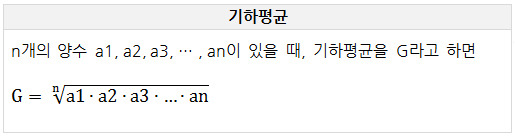 기하평균
n개의 양수 a1, a2, a3, ⋯ , an이 있을 때, 기하평균을 G라고 하면
G = ⁿ√a1 · a2 · a3 · … · an